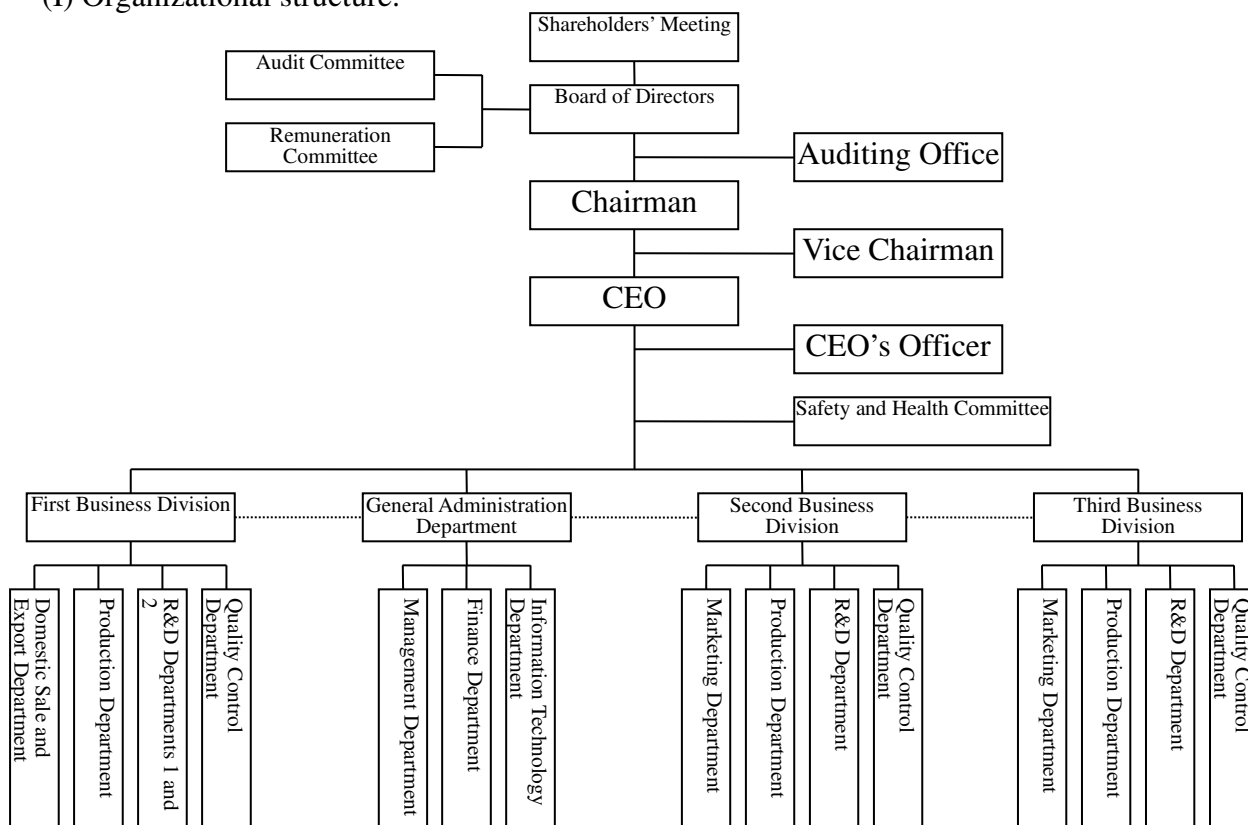 (I) Organizational structure:
Shareholders' Meeting
Audit Committee
Board of Directors
Remuneration
Committee
Auditing Office
Chairman
Vice Chairman
CEO
CEO's Officer
Safety and Health Committee
First Business Division
General Administration
Department
Second Business
Division
Third Business
Division
Domestic Sale and
Export Department
Production Department
R&D Departments 1 and
2
Quality Control
Department
Management Department
Finance Department
Information Technology
Department
Marketing Department
Production Department
R&D Department
Quality Control
Department
Marketing Department
Production Department
R&D Department
Quality Control
Department